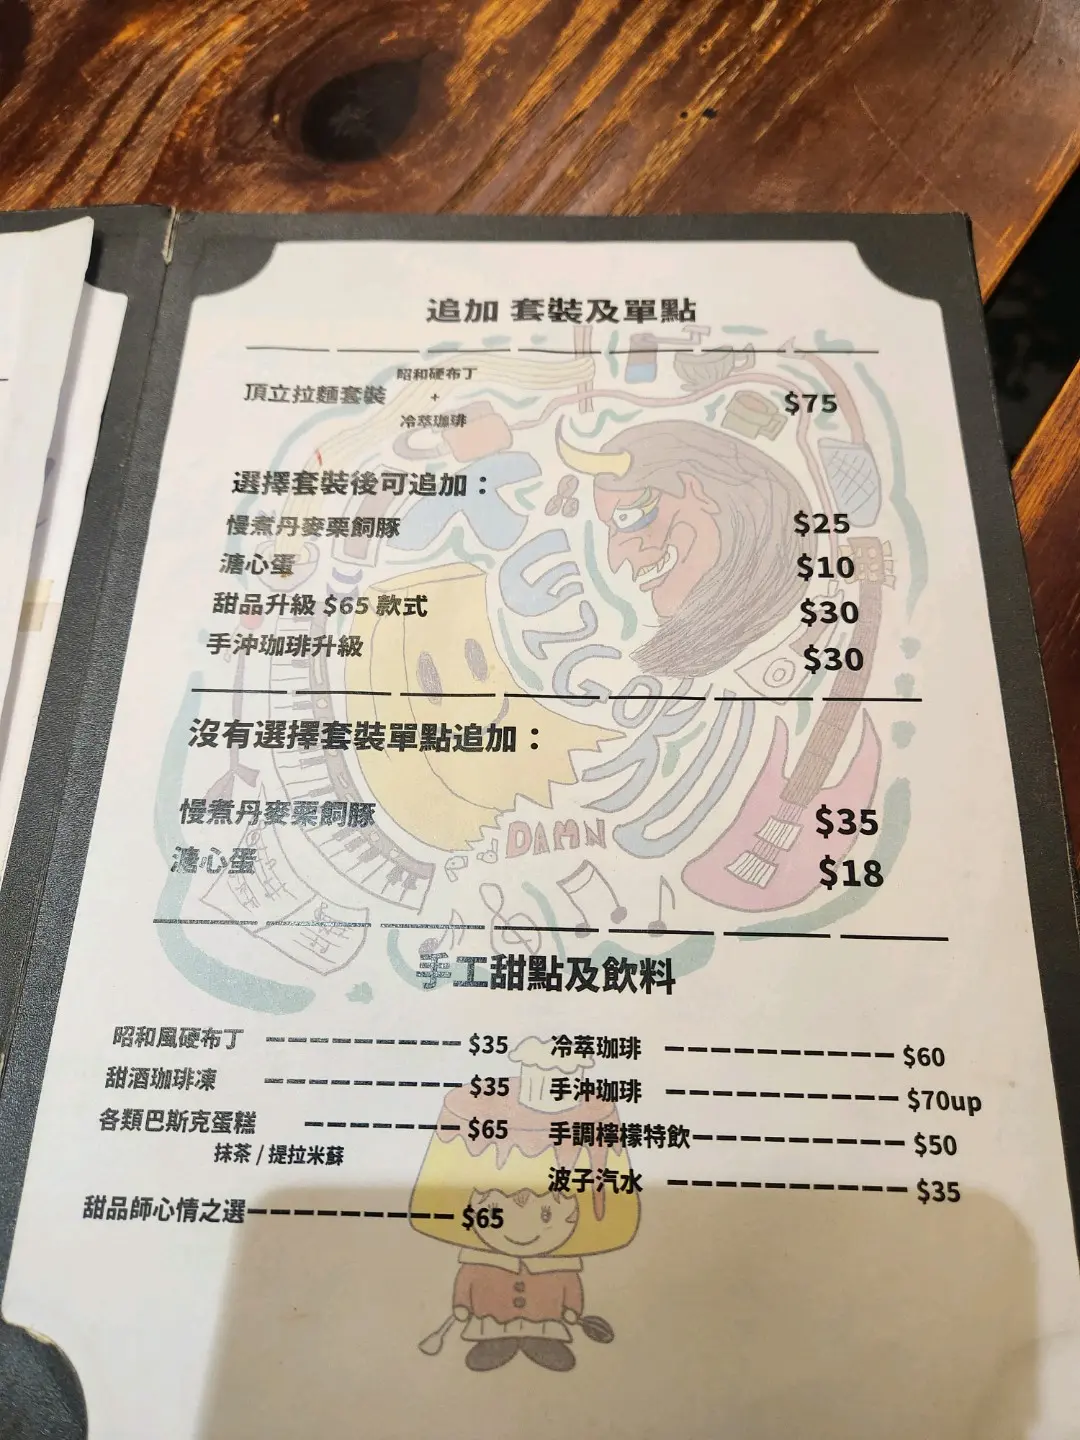 追加 套裝及單點
昭和硬布丁
頂立拉麵套裝 + $75
冷萃珈琲
選擇套裝後可追加：
慢煮丹麥栗飼豚 $25
溏心蛋 $10
甜品升級 $65 款式 $30
手沖珈琲升級 $30
沒有選擇套裝單點追加：
慢煮丹麥栗飼豚 $35
溏心蛋 $18
DAMN
手工甜點及飲料
昭和風硬布丁 $35 冷萃珈琲 $60
甜酒珈琲凍 $35 手沖珈琲 $70up
各類巴斯克蛋糕 $65 手調檸檬特飲 $50
抹茶 / 提拉米蘇
波子汽水 $35
甜品師心情之選 $65